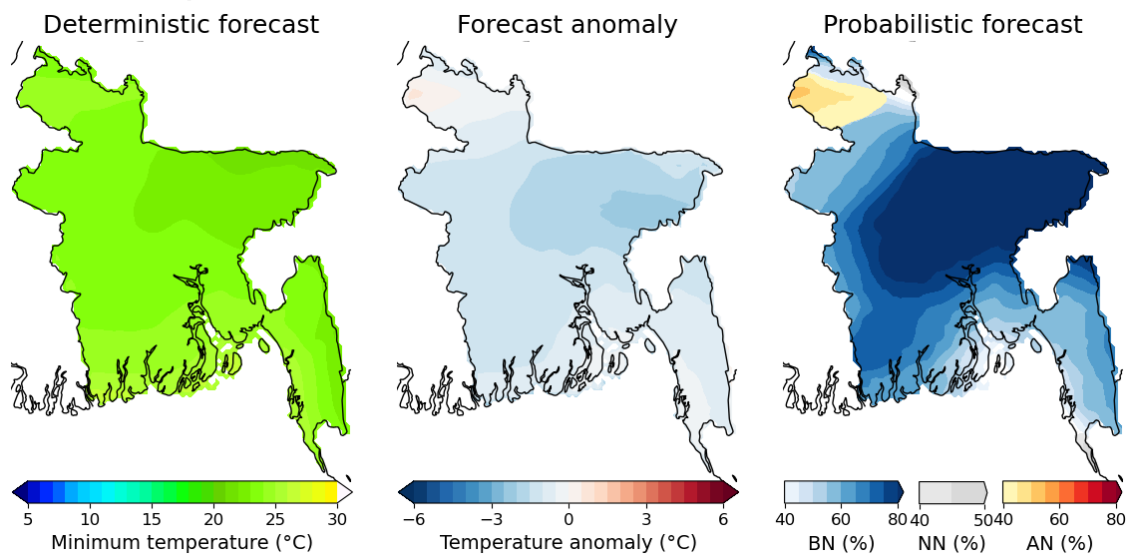 Deterministic forecast
Forecast anomaly
Probabilistic forecast
5 10 15 20 25 30
Minimum temperature (°C)
−6 −3 0 3 6
Temperature anomaly (°C)
40 60 80
BN (%)
40 50
NN (%)
40 60 80
AN (%)